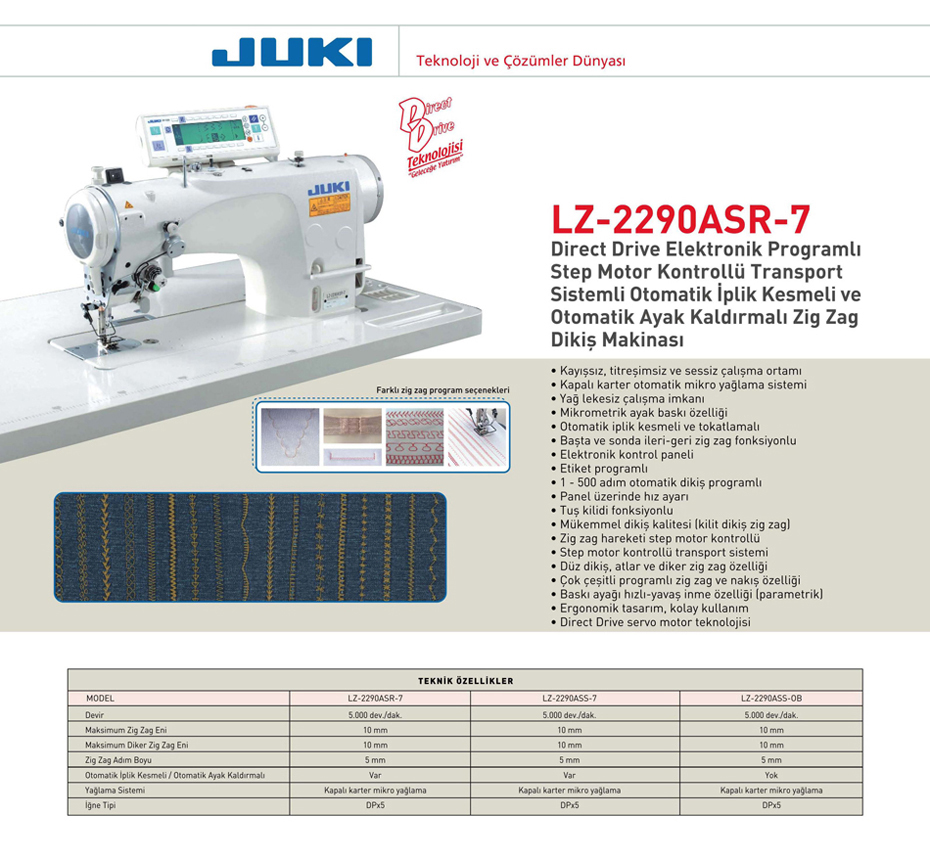 JUKI
Teknoloji ve Çözümler Dünyası
Direct
Drive
Teknolojisi
"Geleceğe Yatırım"
JUKI
JUKI
LZ-2290ASR-7
Direct Drive Elektronik Programlı
Step Motor Kontrollü Transport
Sistemli Otomatik İplik Kesmeli ve
Otomatik Ayak Kaldırmalı Zig Zag
Dikiş Makinası
Farklı zig zag program seçenekleri
• Kayışsız, titreşimsiz ve sessiz çalışma ortamı
• Kapalı karter otomatik mikro yağlama sistemi
• Yağ lekesiz çalışma imkanı
• Mikrometrik ayak baskı özelliği
• Otomatik iplik kesmeli ve tokatlamalı
• Başta ve sonda ileri-geri zig zag fonksiyonlu
• Elektronik kontrol paneli
• Etiket programlı
• 1 - 500 adım otomatik dikiş programlı
• Panel üzerinde hız ayarı
• Tuş kilidi fonksiyonlu
• Mükemmel dikiş kalitesi (kilit dikiş zig zag)
• Zig zag hareketi step motor kontrollü
• Step motor kontrollü transport sistemi
• Düz dikiş, atlar ve diker zig zag özelliği
• Çok çeşitli programlı zig zag ve nakış özelliği
• Baskı ayağı hızlı-yavaş inme özelliği (parametrik)
• Ergonomik tasarım, kolay kullanım
• Direct Drive servo motor teknolojisi
TEKNİK ÖZELLİKLER
MODEL LZ-2290ASR-7 LZ-2290ASS-7 LZ-2290ASS-OB
Devir 5.000 dev./dak. 5.000 dev./dak. 5.000 dev./dak.
Maksimum Zig Zag Eni 10 mm 10 mm 10 mm
Maksimum Diker Zig Zag Eni 10 mm 10 mm 10 mm
Zig Zag Adım Boyu 5 mm 5 mm 5 mm
Otomatik İplik Kesmeli / Otomatik Ayak Kaldırmalı Var Var Yok
Yağlama Sistemi Kapalı karter mikro yağlama Kapalı karter mikro yağlama Kapalı karter mikro yağlama
İğne Tipi DPx5 DPx5 DPx5